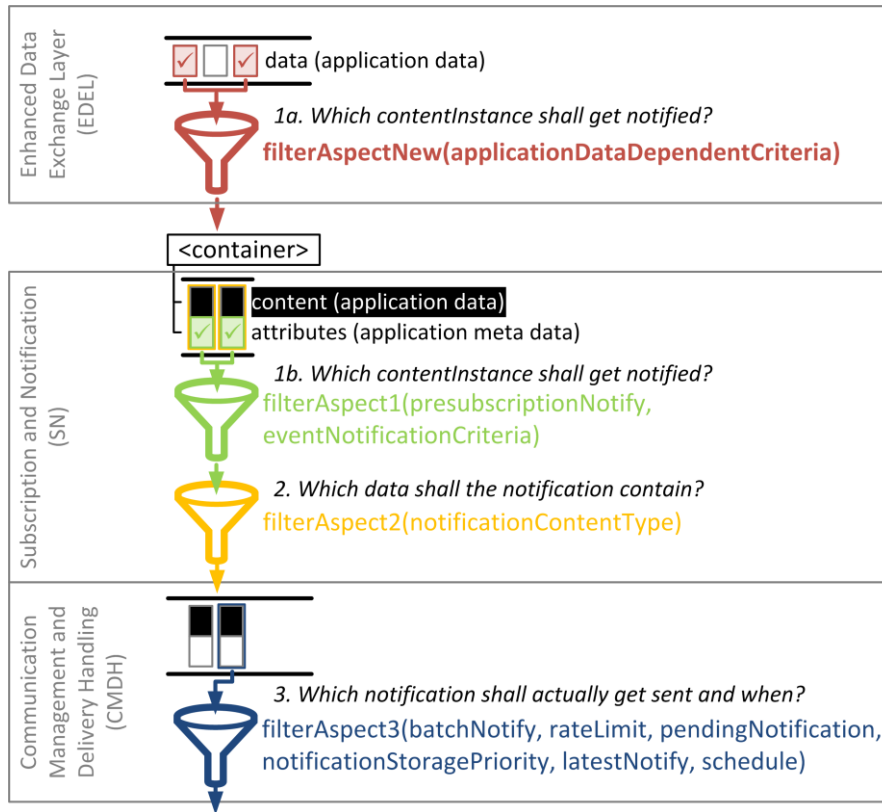 Enhanced Data
Exchange Layer
(EDEL)
data (application data)
1a. Which contentInstance shall get notified?
filterAspectNew(applicationDataDependentCriteria)
<container>
Subscription and Notification
(SN)
content (application data)
attributes (application meta data)
1b. Which contentInstance shall get notified?
filterAspect1(presubscriptionNotify,
eventNotificationCriteria)
2. Which data shall the notification contain?
filterAspect2(notificationContentType)
Communication
Management and
Delivery Handling
(CMDH)
3. Which notification shall actually get sent and when?
filterAspect3(batchNotify, rateLimit, pendingNotification,
notificationStoragePriority, latestNotify, schedule)